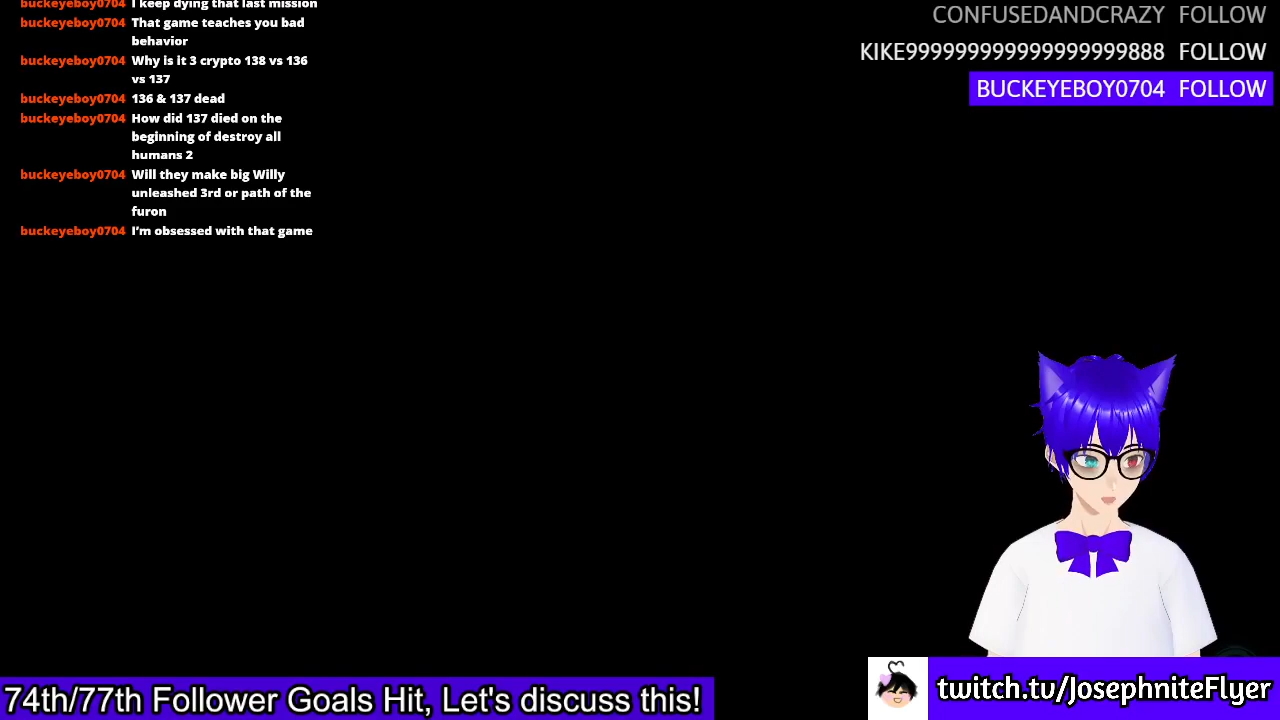 buckeyeboy0704 I keep dying that last mission
buckeyeboy0704 That game teaches you bad
behavior
buckeyeboy0704 Why is it 3 crypto 138 vs 136
vs 137
buckeyeboy0704 136 & 137 dead
buckeyeboy0704 How did 137 died on the
beginning of destroy all
humans 2
buckeyeboy0704 Will they make big Willy
unleashed 3rd or path of the
furon
buckeyeboy0704 I'm obsessed with that game
CONFUSEDANDCRAZY FOLLOW
KIKE999999999999999999888 FOLLOW
BUCKEYEBOY0704 FOLLOW
74th/77th Follower Goals Hit, Let's discuss this!
twitch.tv/JosephniteFlyer